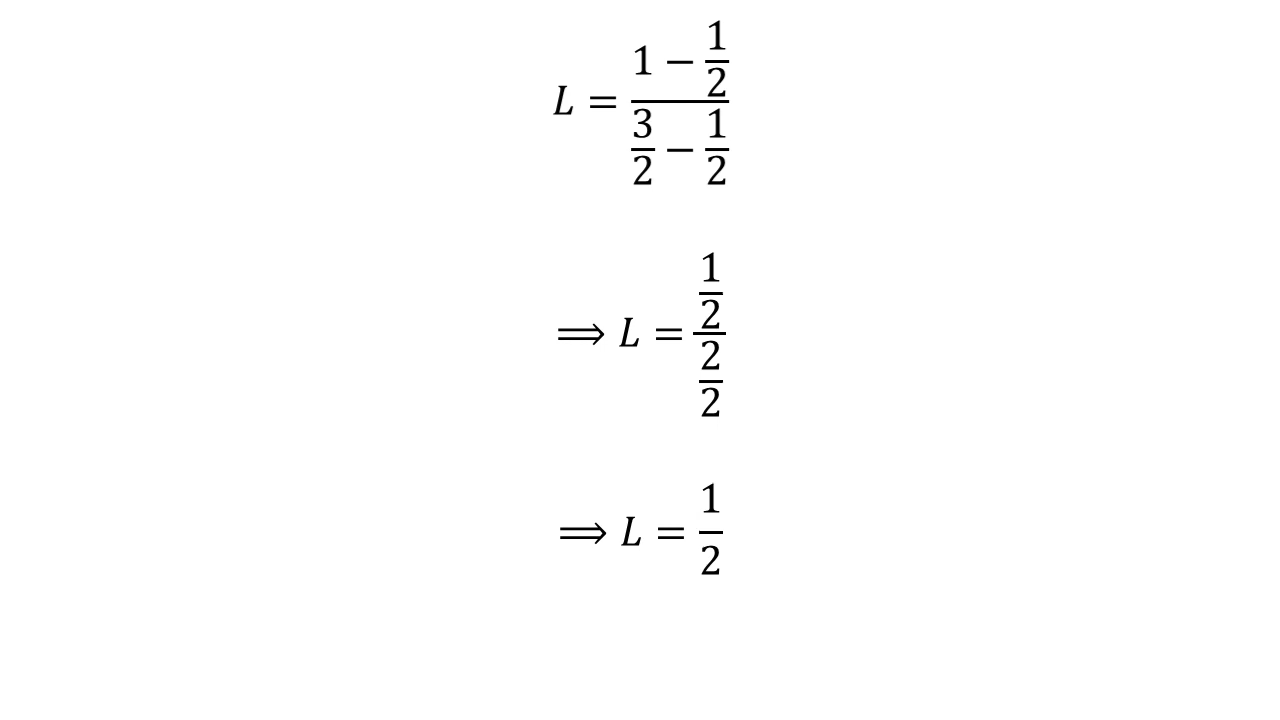 L = (1 − 1/2) / (3/2 − 1/2)
⟹ L = (1/2) / (2/2)
⟹ L = 1/2